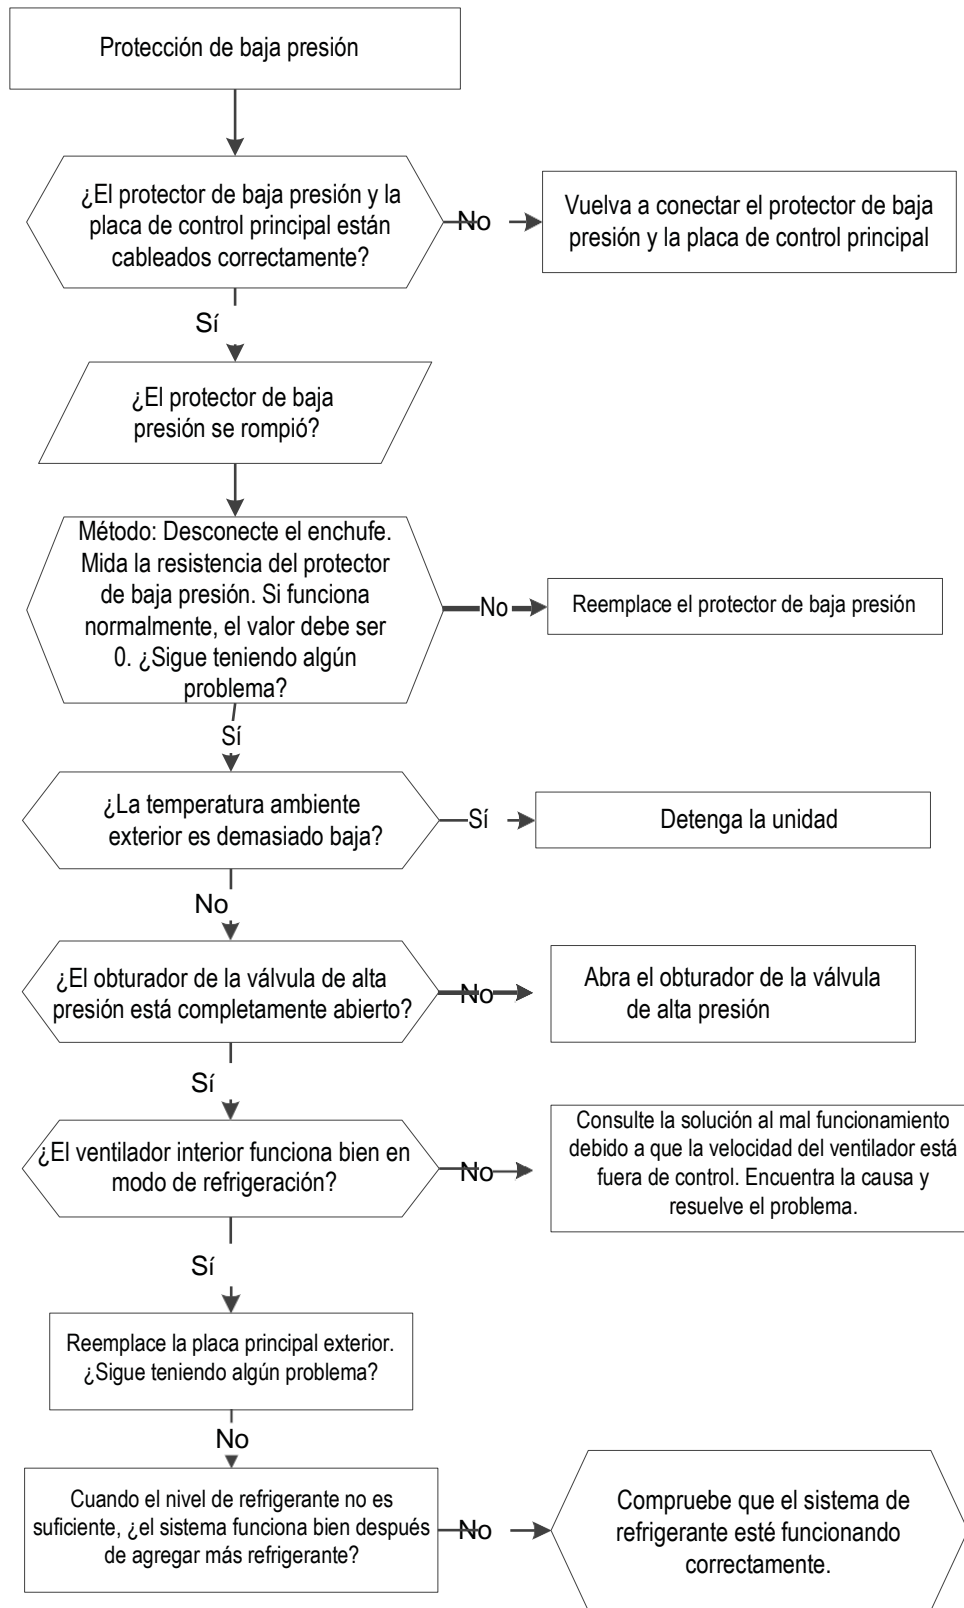 Protección de baja presión
¿El protector de baja presión y la
placa de control principal están
cableados correctamente?
No
Vuelva a conectar el protector de baja
presión y la placa de control principal
Sí
¿El protector de baja
presión se rompió?
Método: Desconecte el enchufe.
Mida la resistencia del protector
de baja presión. Si funciona
normalmente, el valor debe ser
0. ¿Sigue teniendo algún
problema?
No
Reemplace el protector de baja presión
Sí
¿La temperatura ambiente
exterior es demasiado baja?
Sí
Detenga la unidad
No
¿El obturador de la válvula de alta
presión está completamente abierto?
No
Abra el obturador de la válvula
de alta presión
Sí
¿El ventilador interior funciona bien en
modo de refrigeración?
No
Consulte la solución al mal funcionamiento
debido a que la velocidad del ventilador está
fuera de control. Encuentra la causa y
resuelve el problema.
Sí
Reemplace la placa principal exterior.
¿Sigue teniendo algún problema?
No
Cuando el nivel de refrigerante no es
suficiente, ¿el sistema funciona bien después
de agregar más refrigerante?
No
Compruebe que el sistema de
refrigerante esté funcionando
correctamente.